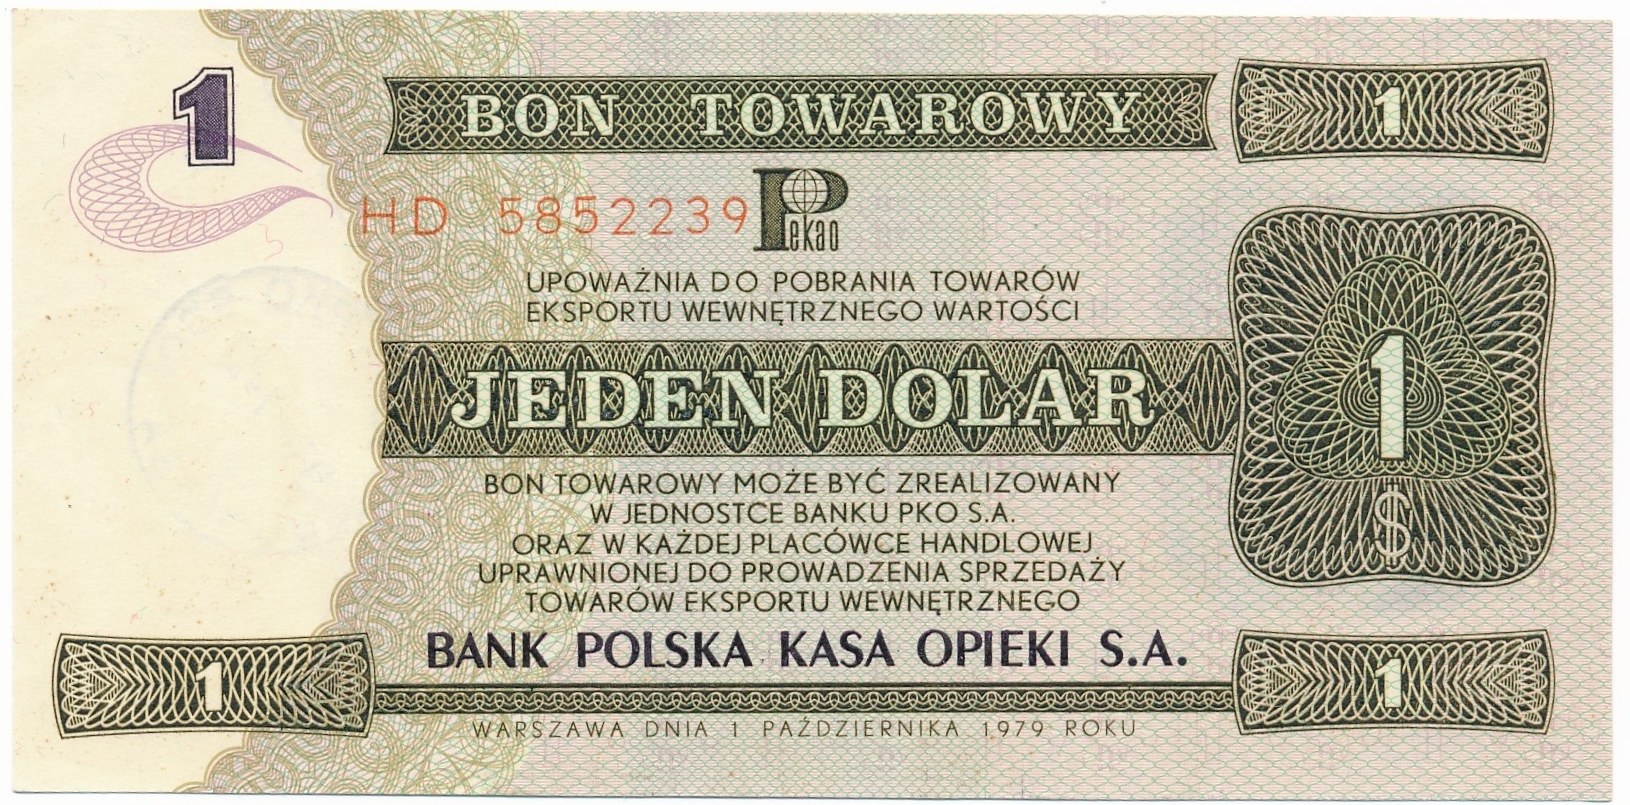 1
BON TOWAROWY
1
HD 5852239
Pekao
UPOWAŻNIA DO POBRANIA TOWARÓW
EKSPORTU WEWNĘTRZNEGO WARTOŚCI
JEDEN DOLAR
1
$
BON TOWAROWY MOŻE BYĆ ZREALIZOWANY
W JEDNOSTCE BANKU PKO S.A.
ORAZ W KAŻDEJ PLACÓWCE HANDLOWEJ
UPRAWNIONEJ DO PROWADZENIA SPRZEDAŻY
TOWARÓW EKSPORTU WEWNĘTRZNEGO
BANK POLSKA KASA OPIEKI S.A.
1
1
WARSZAWA DNIA 1 PAŹDZIERNIKA 1979 ROKU